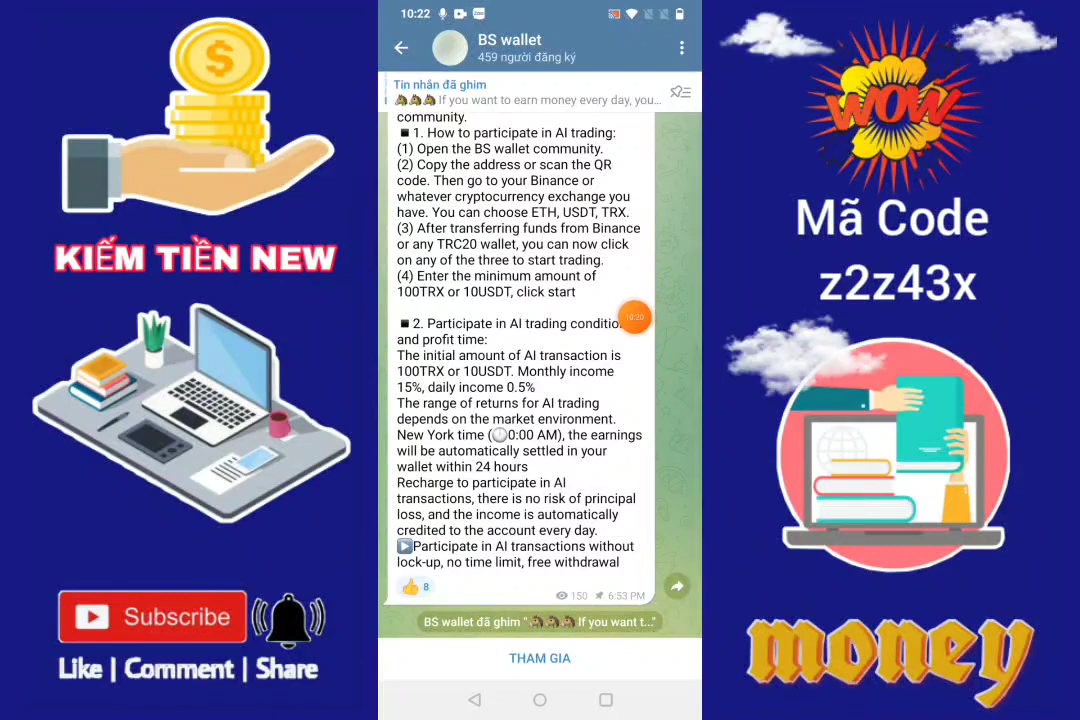 KIẾM TIỀN NEW
Subscribe
Like | Comment | Share
10:22
BS wallet
459 người đăng ký
Tin nhắn đã ghim
🐴🐴🐴 If you want to earn money every day, you...
community.
◾1. How to participate in AI trading:
(1) Open the BS wallet community.
(2) Copy the address or scan the QR
code. Then go to your Binance or
whatever cryptocurrency exchange you
have. You can choose ETH, USDT, TRX.
(3) After transferring funds from Binance
or any TRC20 wallet, you can now click
on any of the three to start trading.
(4) Enter the minimum amount of
100TRX or 10USDT, click start
10:20
◾2. Participate in AI trading conditio
and profit time:
The initial amount of AI transaction is
100TRX or 10USDT. Monthly income
15%, daily income 0.5%
The range of returns for AI trading
depends on the market environment.
New York time (🕛0:00 AM), the earnings
will be automatically settled in your
wallet within 24 hours
Recharge to participate in AI
transactions, there is no risk of principal
loss, and the income is automatically
credited to the account every day.
▶️Participate in AI transactions without
lock-up, no time limit, free withdrawal
👍 8
150 6:53 PM
BS wallet đã ghim "🐴🐴🐴 If you want t..."
THAM GIA
WOW
Mã Code
z2z43x
money